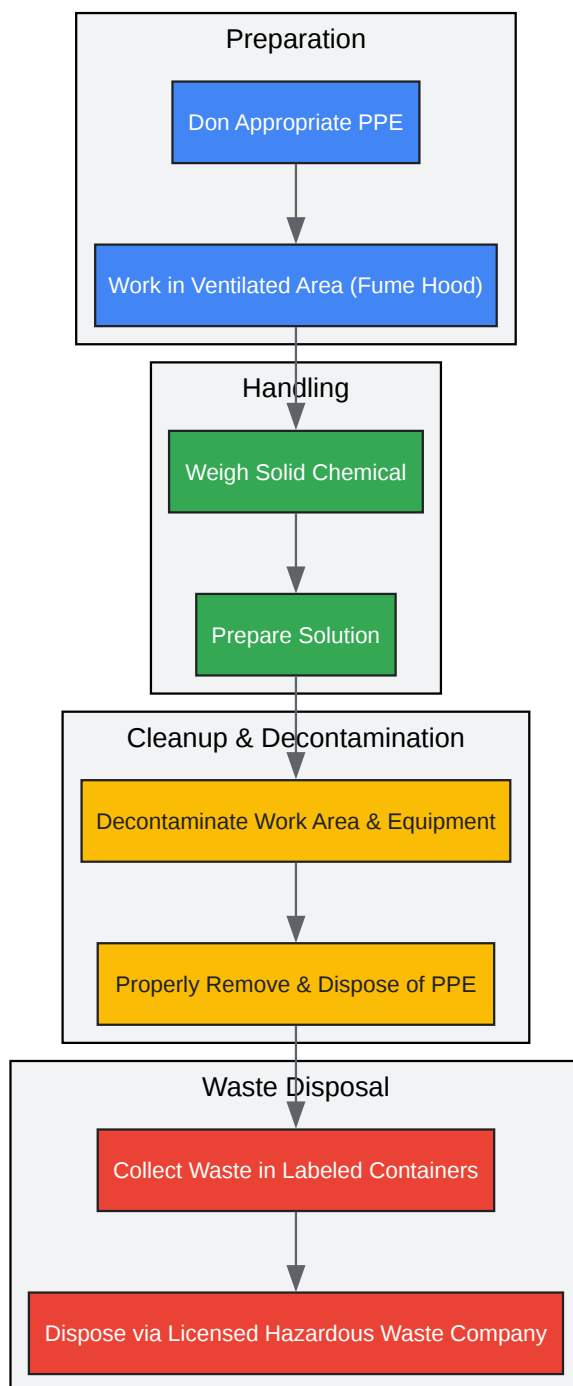 Preparation
Don Appropriate PPE
Work in Ventilated Area (Fume Hood)
Handling
Weigh Solid Chemical
Prepare Solution
Cleanup & Decontamination
Decontaminate Work Area & Equipment
Properly Remove & Dispose of PPE
Waste Disposal
Collect Waste in Labeled Containers
Dispose via Licensed Hazardous Waste Company